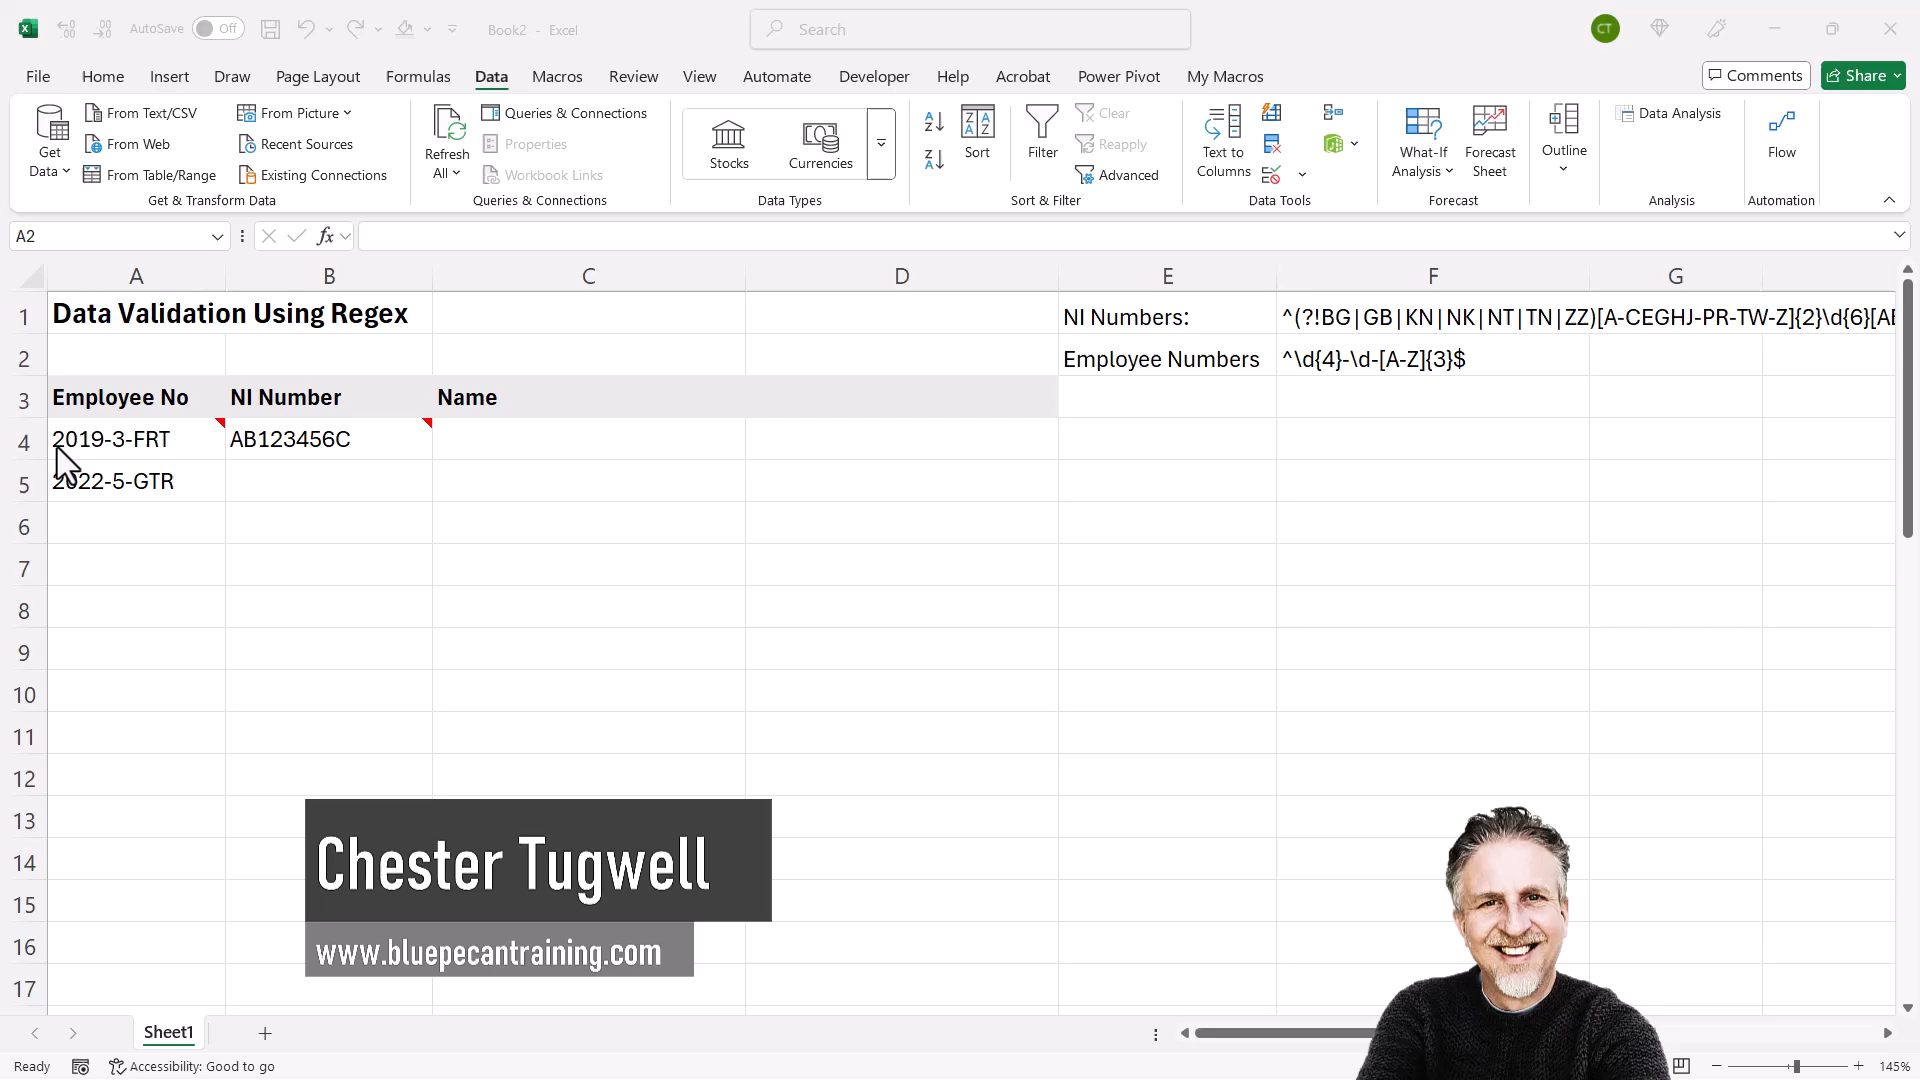 AutoSave Off Book2 - Excel Search CT
File Home Insert Draw Page Layout Formulas Data Macros Review View Automate Developer Help Acrobat Power Pivot My Macros Comments Share
Get Data
From Text/CSV
From Web
From Table/Range
From Picture
Recent Sources
Existing Connections
Get & Transform Data
Refresh All
Queries & Connections
Properties
Workbook Links
Queries & Connections
Stocks Currencies
Data Types
Sort Filter
Clear
Reapply
Advanced
Sort & Filter
Text to Columns
Data Tools
What-If Analysis
Forecast Sheet
Forecast
Outline
Data Analysis
Analysis
Flow
Automation
A2 fx
A B C D E F G
1 Data Validation Using Regex NI Numbers: ^(?!BG|GB|KN|NK|NT|TN|ZZ)[A-CEGHJ-PR-TW-Z]{2}\d{6}[AB
2 Employee Numbers ^\d{4}-\d-[A-Z]{3}$
3 Employee No NI Number Name
4 2019-3-FRT AB123456C
5 2022-5-GTR
6
7
8
9
10
11
12
13
14
15
16
17
Chester Tugwell
www.bluepecantraining.com
Sheet1
Ready Accessibility: Good to go 145%